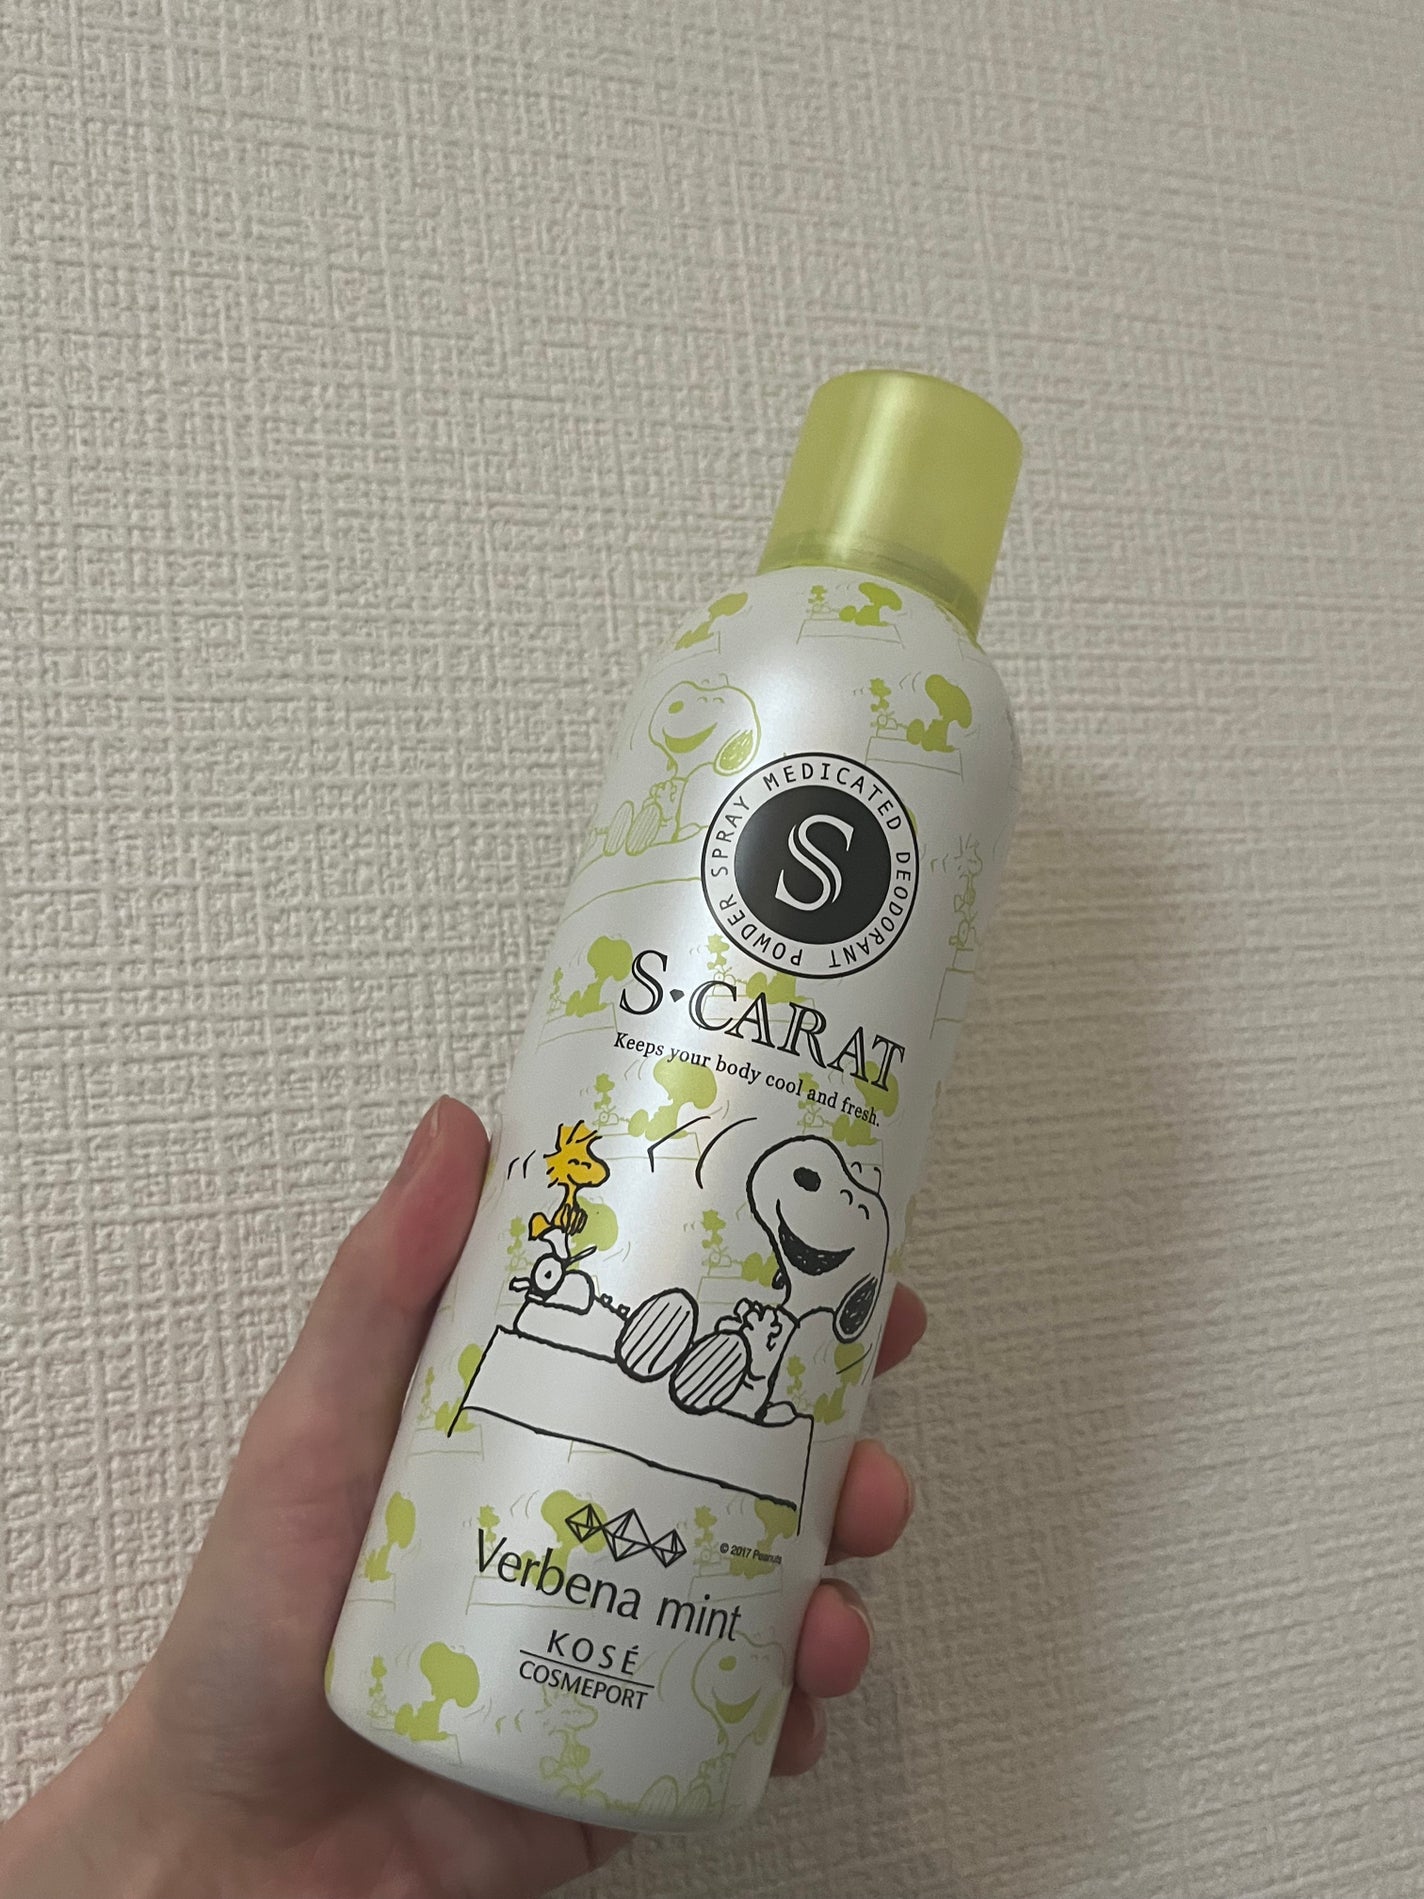 MEDICATED DEODORANT POWDER SPRAY
S
S·CARAT
Keeps your body cool and fresh.
© 2017 Peanuts
Verbena mint
KOSÉ
COSMEPORT